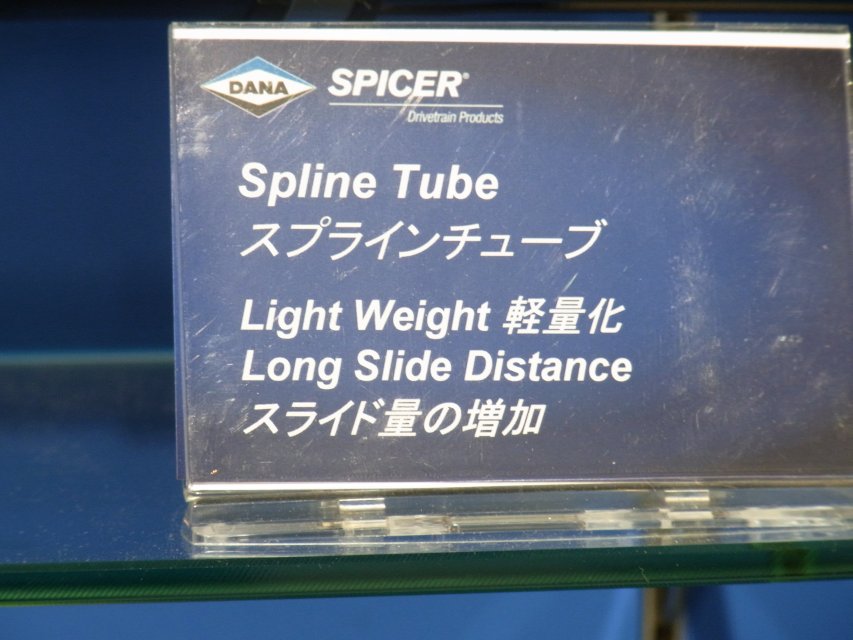 DANA
SPICER®
Drivetrain Products
Spline Tube
スプラインチューブ
Light Weight 軽量化
Long Slide Distance
スライド量の増加